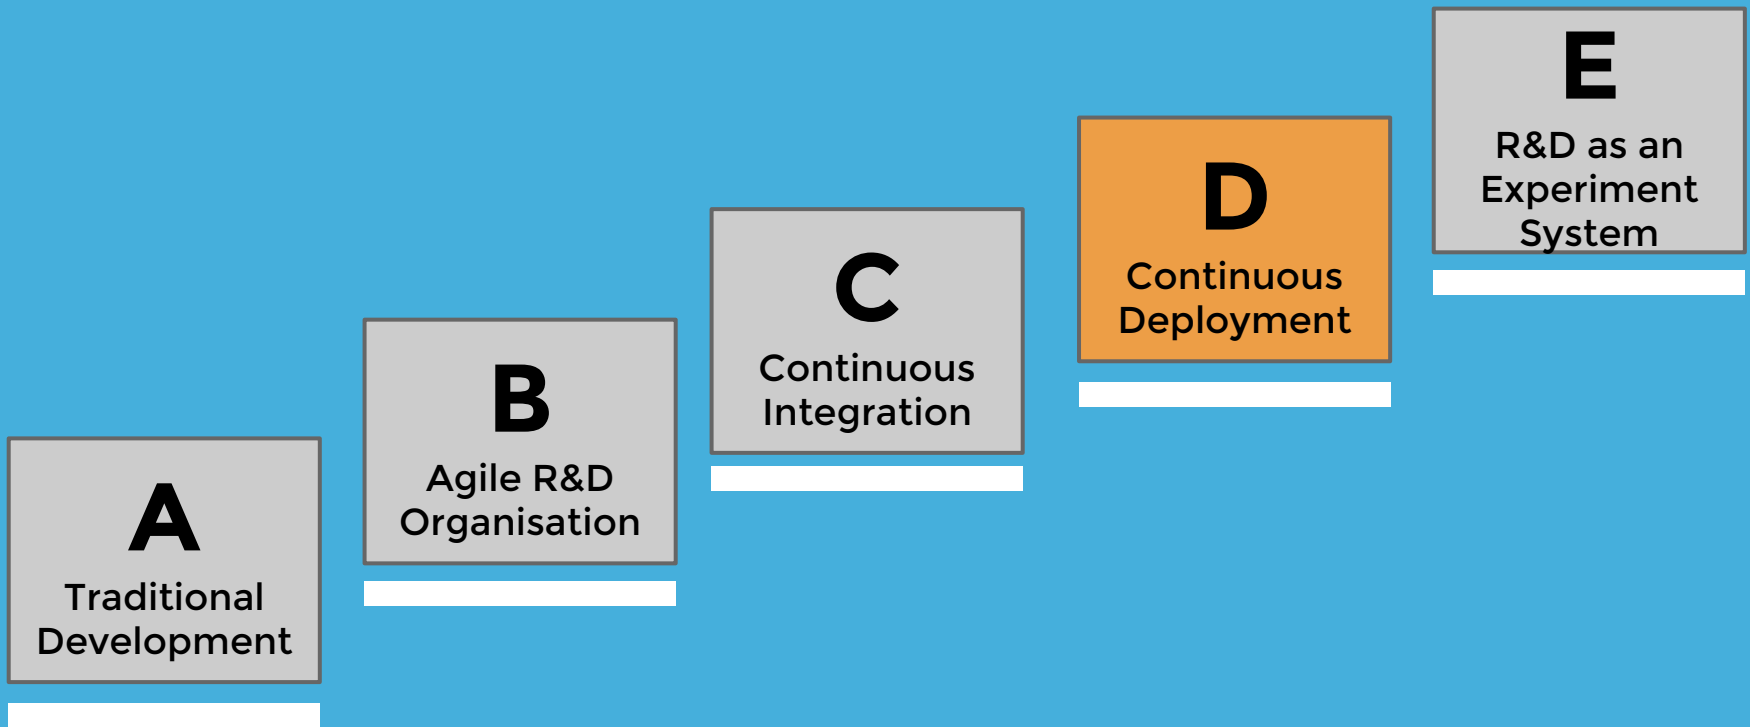 A
Traditional
Development
B
Agile R&D
Organisation
C
Continuous
Integration
D
Continuous
Deployment
E
R&D as an
Experiment
System